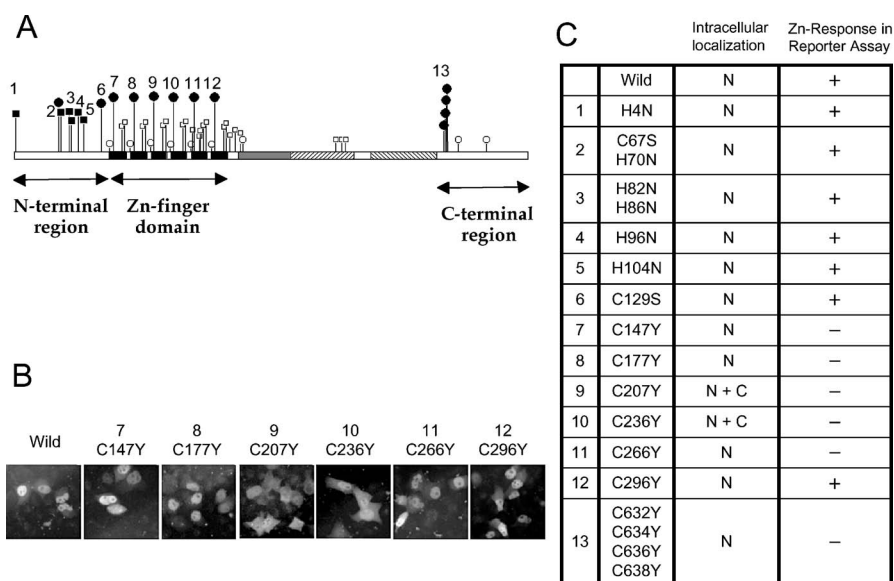 A
1
2
3
4
5
6
7
8
9
10
11
12
13
N-terminal
region
Zn-finger
domain
C-terminal
region
B
Wild
7
C147Y
8
C177Y
9
C207Y
10
C236Y
11
C266Y
12
C296Y
C
Intracellular
localization
Zn-Response in
Reporter Assay
Wild N +
1 H4N N +
2 C67S H70N N +
3 H82N H86N N +
4 H96N N +
5 H104N N +
6 C129S N +
7 C147Y N –
8 C177Y N –
9 C207Y N + C –
10 C236Y N + C –
11 C266Y N –
12 C296Y N +
13 C632Y C634Y C636Y C638Y N –